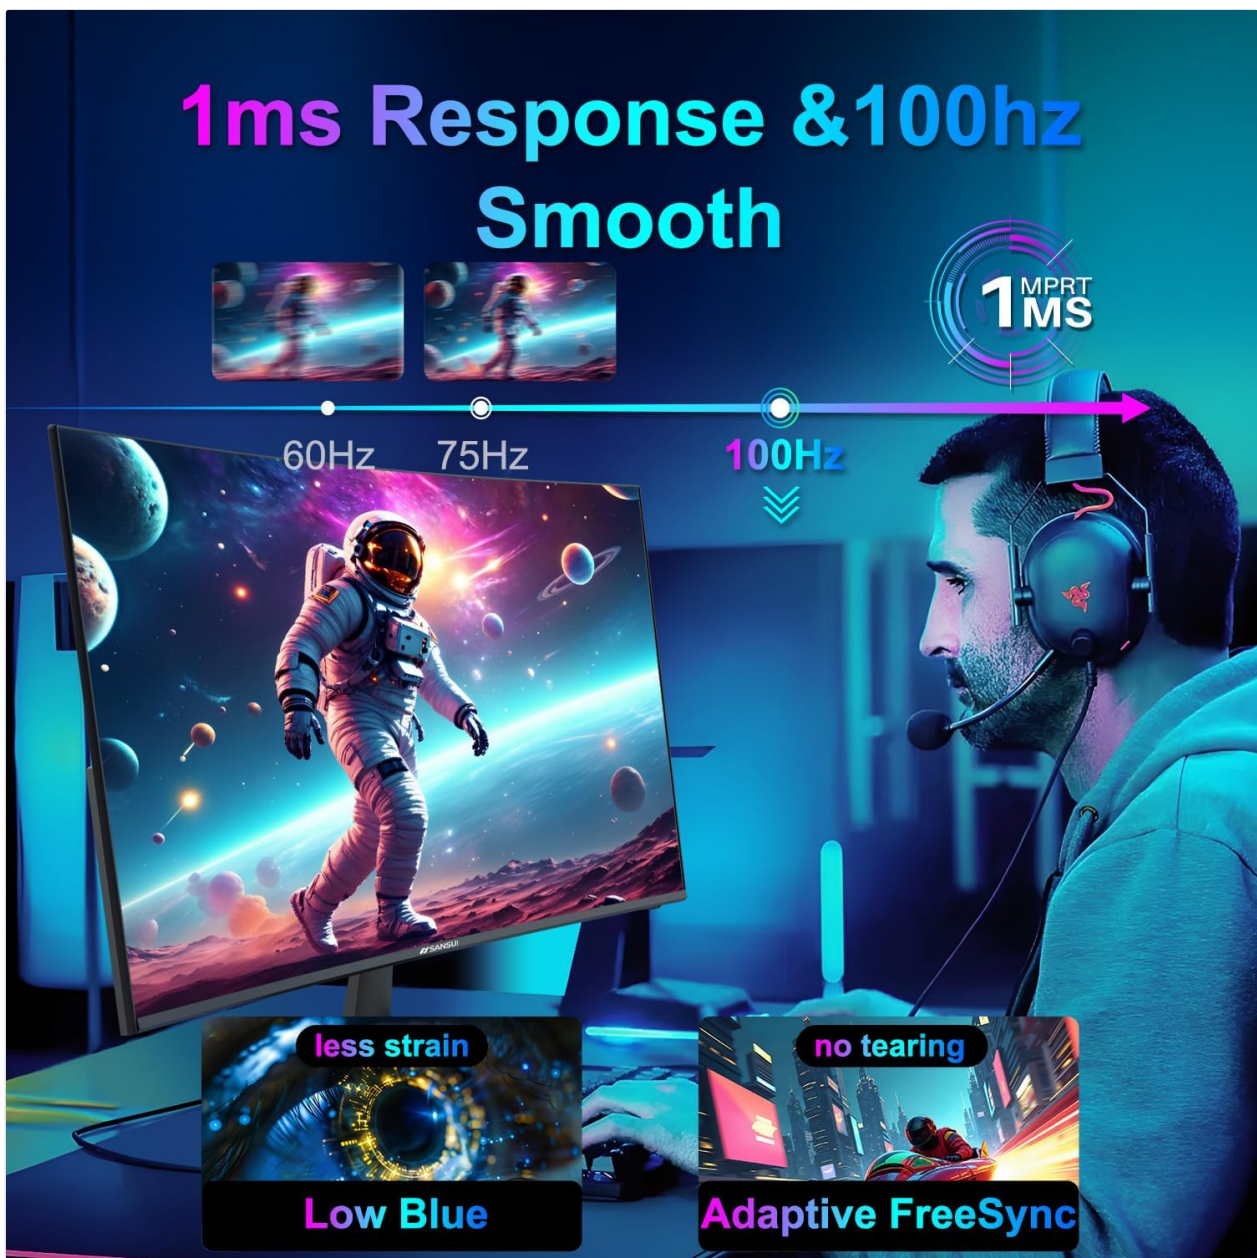 1ms Response &100hz
Smooth
1 MPRT
MS
60Hz 75Hz 100Hz
SANSUI
less strain
no tearing
Low Blue
Adaptive FreeSync